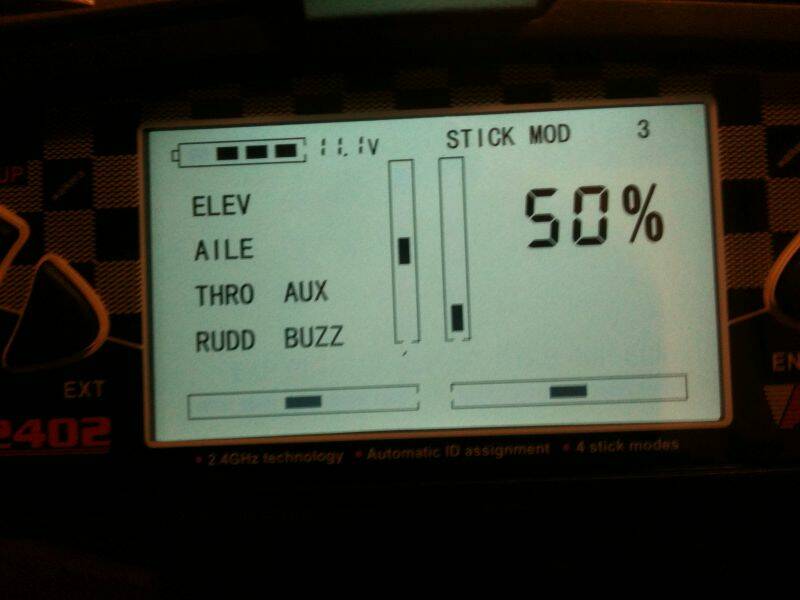 11.1V STICK MOD 3
UP
ELEV 50%
AILE
THRO AUX
RUDD BUZZ
EXT
2402
• 2.4GHz technology • Automatic ID assignment • 4 stick modes